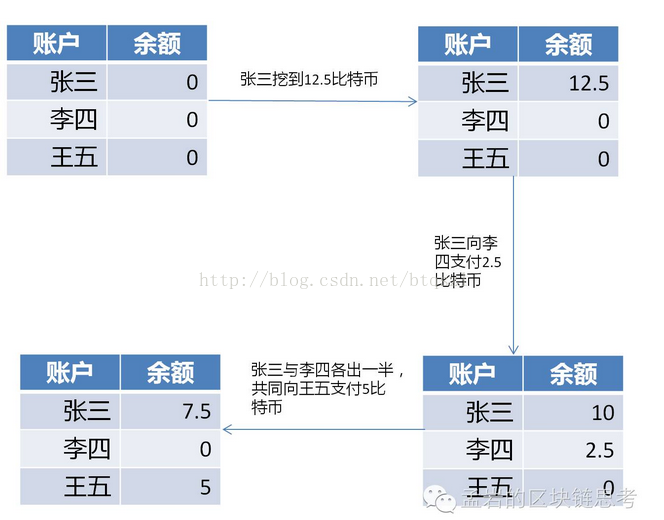 账户 余额
张三 0
李四 0
王五 0
张三挖到12.5比特币
账户 余额
张三 12.5
李四 0
王五 0
张三向李
四支付2.5
比特币
http://blog.csdn.net/btq
账户 余额
张三 10
李四 2.5
王五 0
张三与李四各出一半，
共同向王五支付5比
特币
账户 余额
张三 7.5
李四 0
王五 5
孟岩的区块链思考